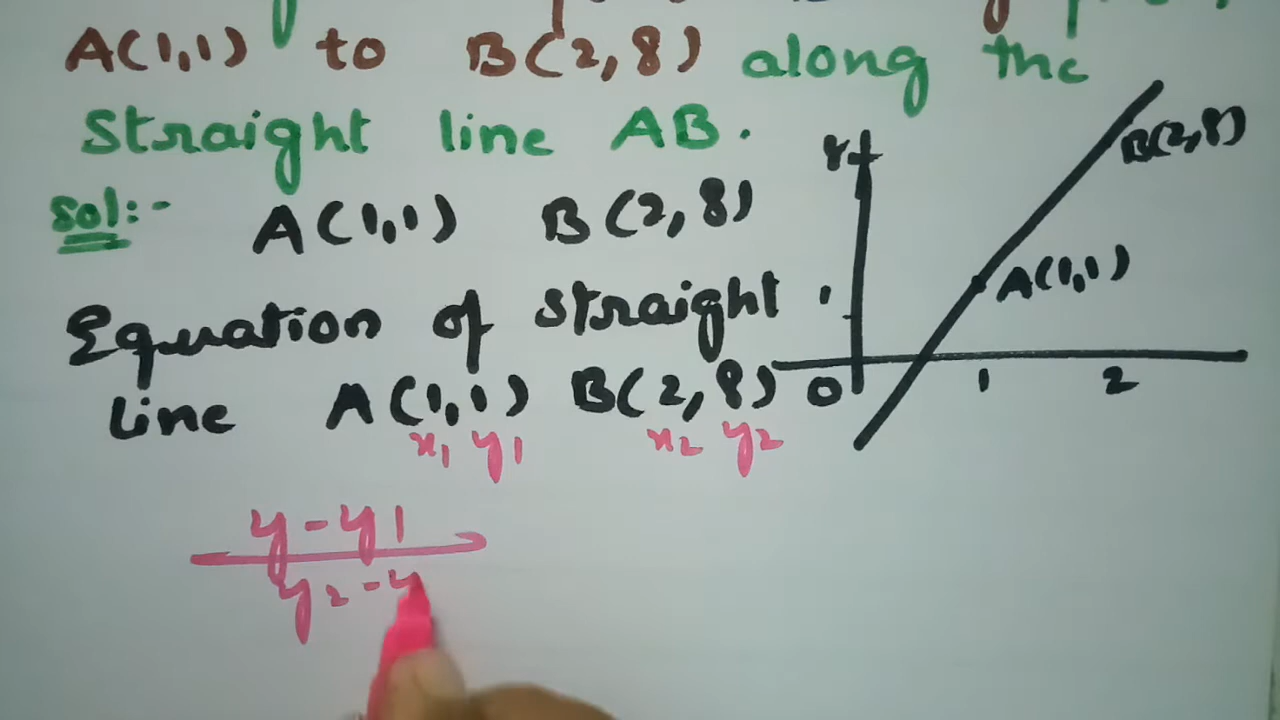 A(1,1) to B(2,8) along the
Straight line AB.
Sol:- A(1,1) B(2,8)
Equation of straight
line A(1,1) B(2,8)
x1 y1 x2 y2
y-y1
y2-y
Y
B(2,8)
A(1,1)
1
0 1 2